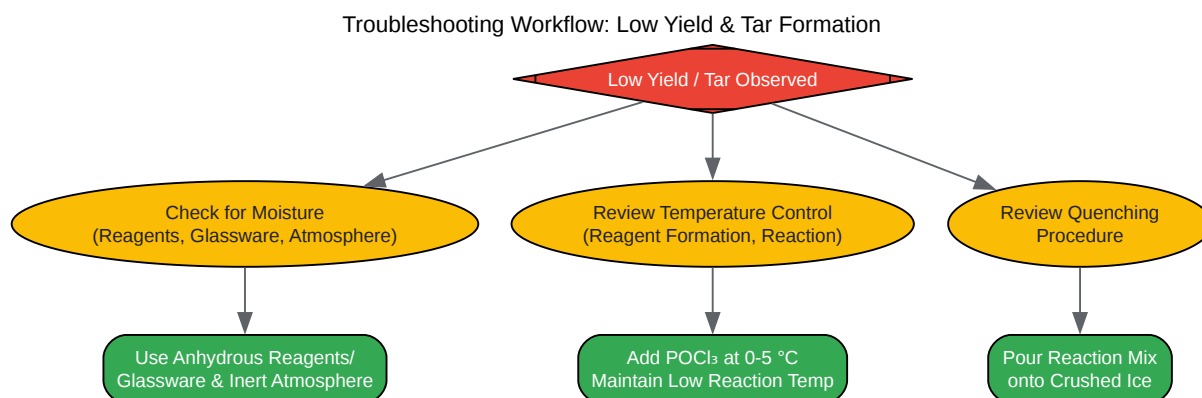 Troubleshooting Workflow: Low Yield & Tar Formation
Low Yield / Tar Observed
Check for Moisture
(Reagents, Glassware, Atmosphere)
Review Temperature Control
(Reagent Formation, Reaction)
Review Quenching
Procedure
Use Anhydrous Reagents/
Glassware & Inert Atmosphere
Add POCl₃ at 0-5 °C
Maintain Low Reaction Temp
Pour Reaction Mix
onto Crushed Ice